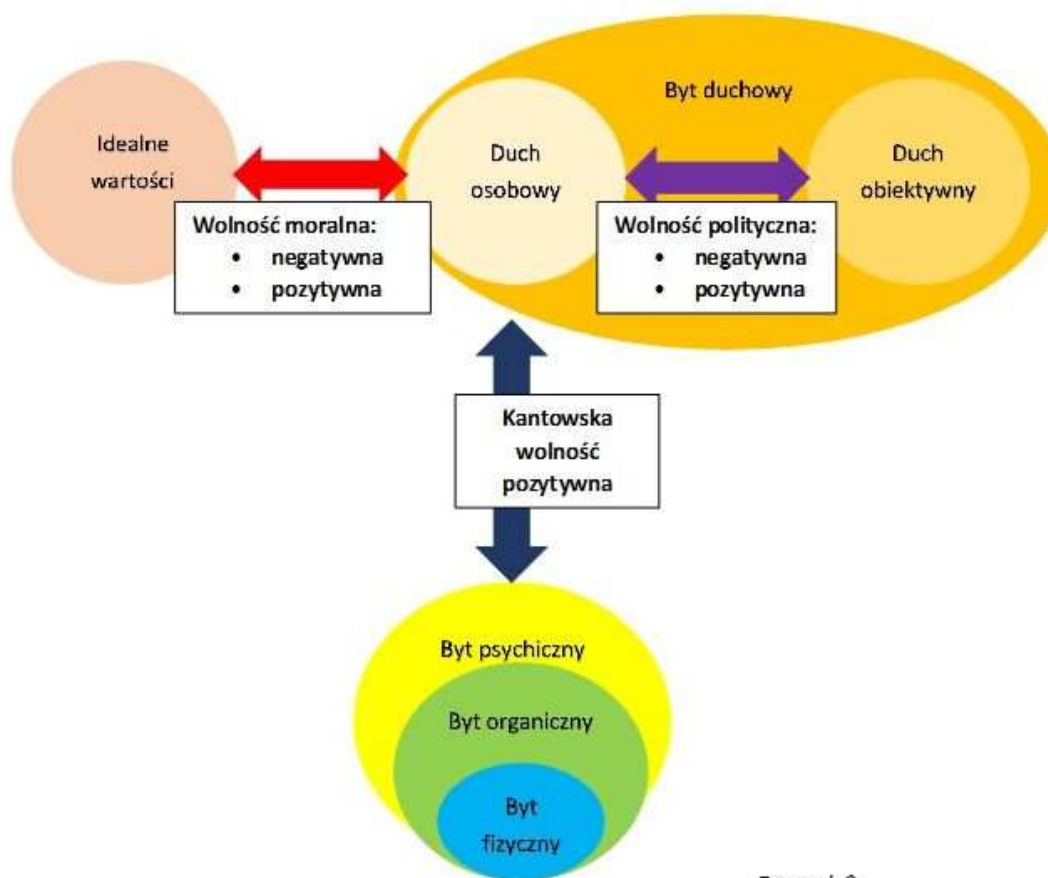 Byt duchowy
Idealne
wartości
Duch
osobowy
Duch
obiektywny
Wolność moralna:
• negatywna
• pozytywna
Wolność polityczna:
• negatywna
• pozytywna
Kantowska
wolność
pozytywna
Byt psychiczny
Byt organiczny
Byt
fizyczny